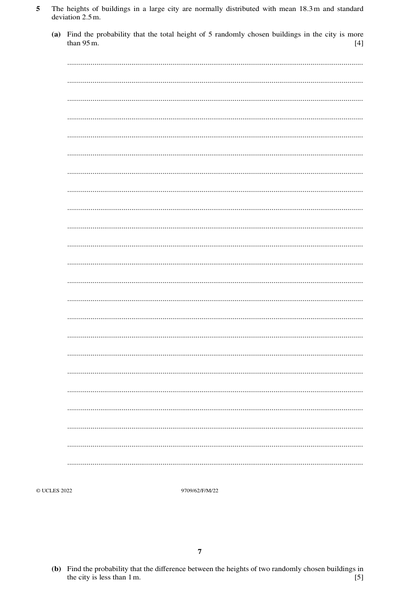 5 The heights of buildings in a large city are normally distributed with mean 18.3 m and standard
deviation 2.5 m.
(a) Find the probability that the total height of 5 randomly chosen buildings in the city is more
than 95 m. [4]
© UCLES 2022 9709/62/F/M/22
7
(b) Find the probability that the difference between the heights of two randomly chosen buildings in
the city is less than 1 m. [5]